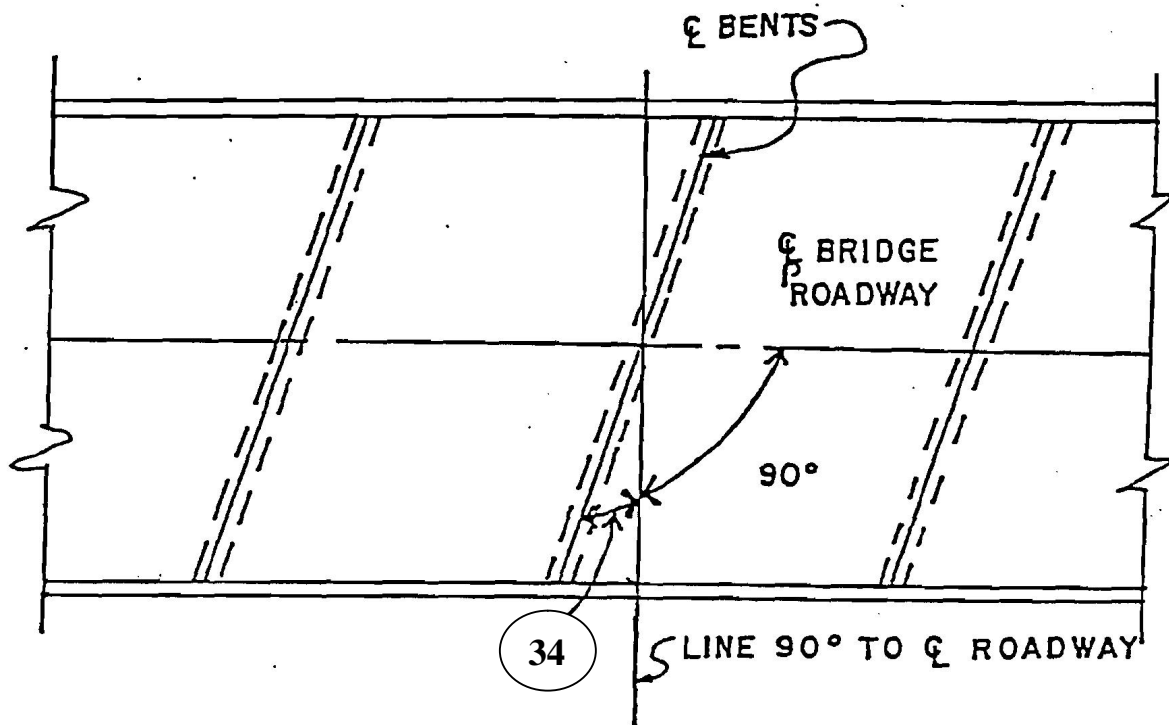 ℄ BENTS
℄ BRIDGE
ROADWAY
90°
34
LINE 90° TO ℄ ROADWAY